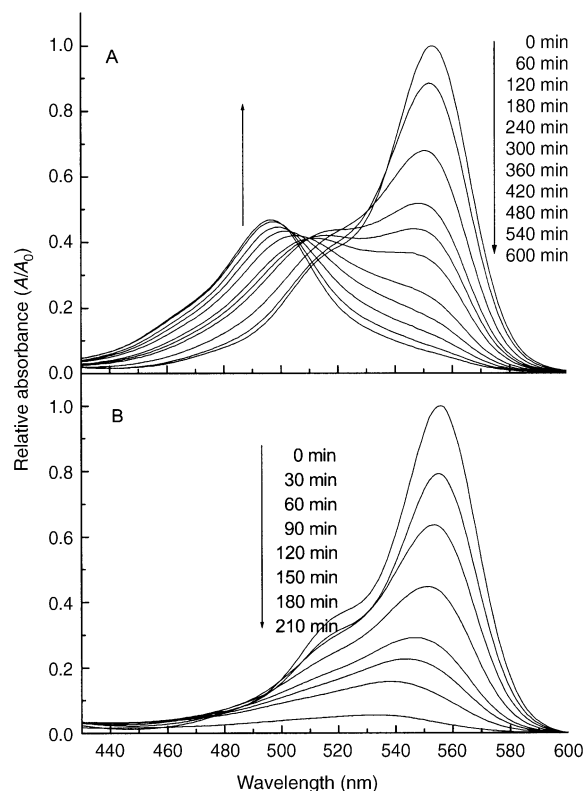 A
1.0
0.8
0.6
0.4
0.2
0.0
0 min
60 min
120 min
180 min
240 min
300 min
360 min
420 min
480 min
540 min
600 min
Relative absorbance (A/A0)
B
1.0
0.8
0.6
0.4
0.2
0.0
0 min
30 min
60 min
90 min
120 min
150 min
180 min
210 min
440 460 480 500 520 540 560 580 600
Wavelength (nm)